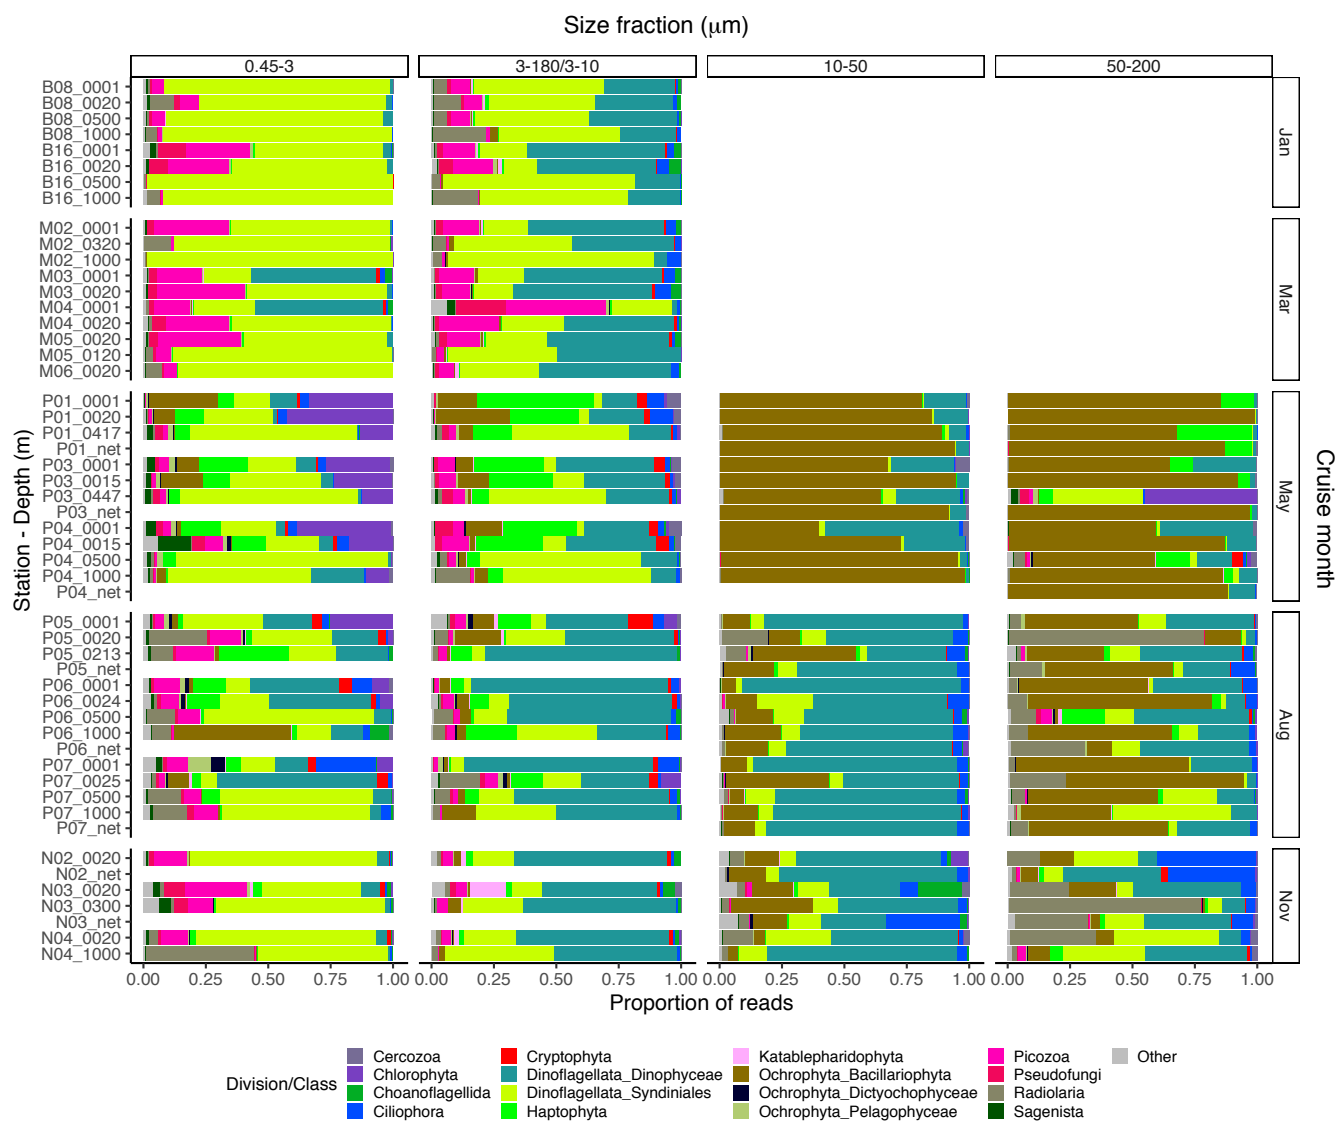 Size fraction (μm)
0.45-3 3-180/3-10 10-50 50-200
B08_0001
B08_0020
B08_0500
B08_1000
B16_0001
B16_0020
B16_0500
B16_1000
Jan
M02_0001
M02_0320
M02_1000
M03_0001
M03_0020
M04_0001
M04_0020
M05_0020
M05_0120
M06_0020
Mar
P01_0001
P01_0020
P01_0417
P01_net
P03_0001
P03_0015
P03_0447
P03_net
P04_0001
P04_0015
P04_0500
P04_1000
P04_net
May
P05_0001
P05_0020
P05_0213
P05_net
P06_0001
P06_0024
P06_0500
P06_1000
P06_net
P07_0001
P07_0025
P07_0500
P07_1000
P07_net
Aug
N02_0020
N02_net
N03_0020
N03_0300
N03_net
N04_0020
N04_1000
Nov
Station - Depth (m)
Cruise month
0.00 0.25 0.50 0.75 1.00 0.00 0.25 0.50 0.75 1.00 0.00 0.25 0.50 0.75 1.00 0.00 0.25 0.50 0.75 1.00
Proportion of reads
Division/Class
Cercozoa
Chlorophyta
Choanoflagellida
Ciliophora
Cryptophyta
Dinoflagellata_Dinophyceae
Dinoflagellata_Syndiniales
Haptophyta
Katablepharidophyta
Ochrophyta_Bacillariophyta
Ochrophyta_Dictyochophyceae
Ochrophyta_Pelagophyceae
Picozoa
Pseudofungi
Radiolaria
Sagenista
Other